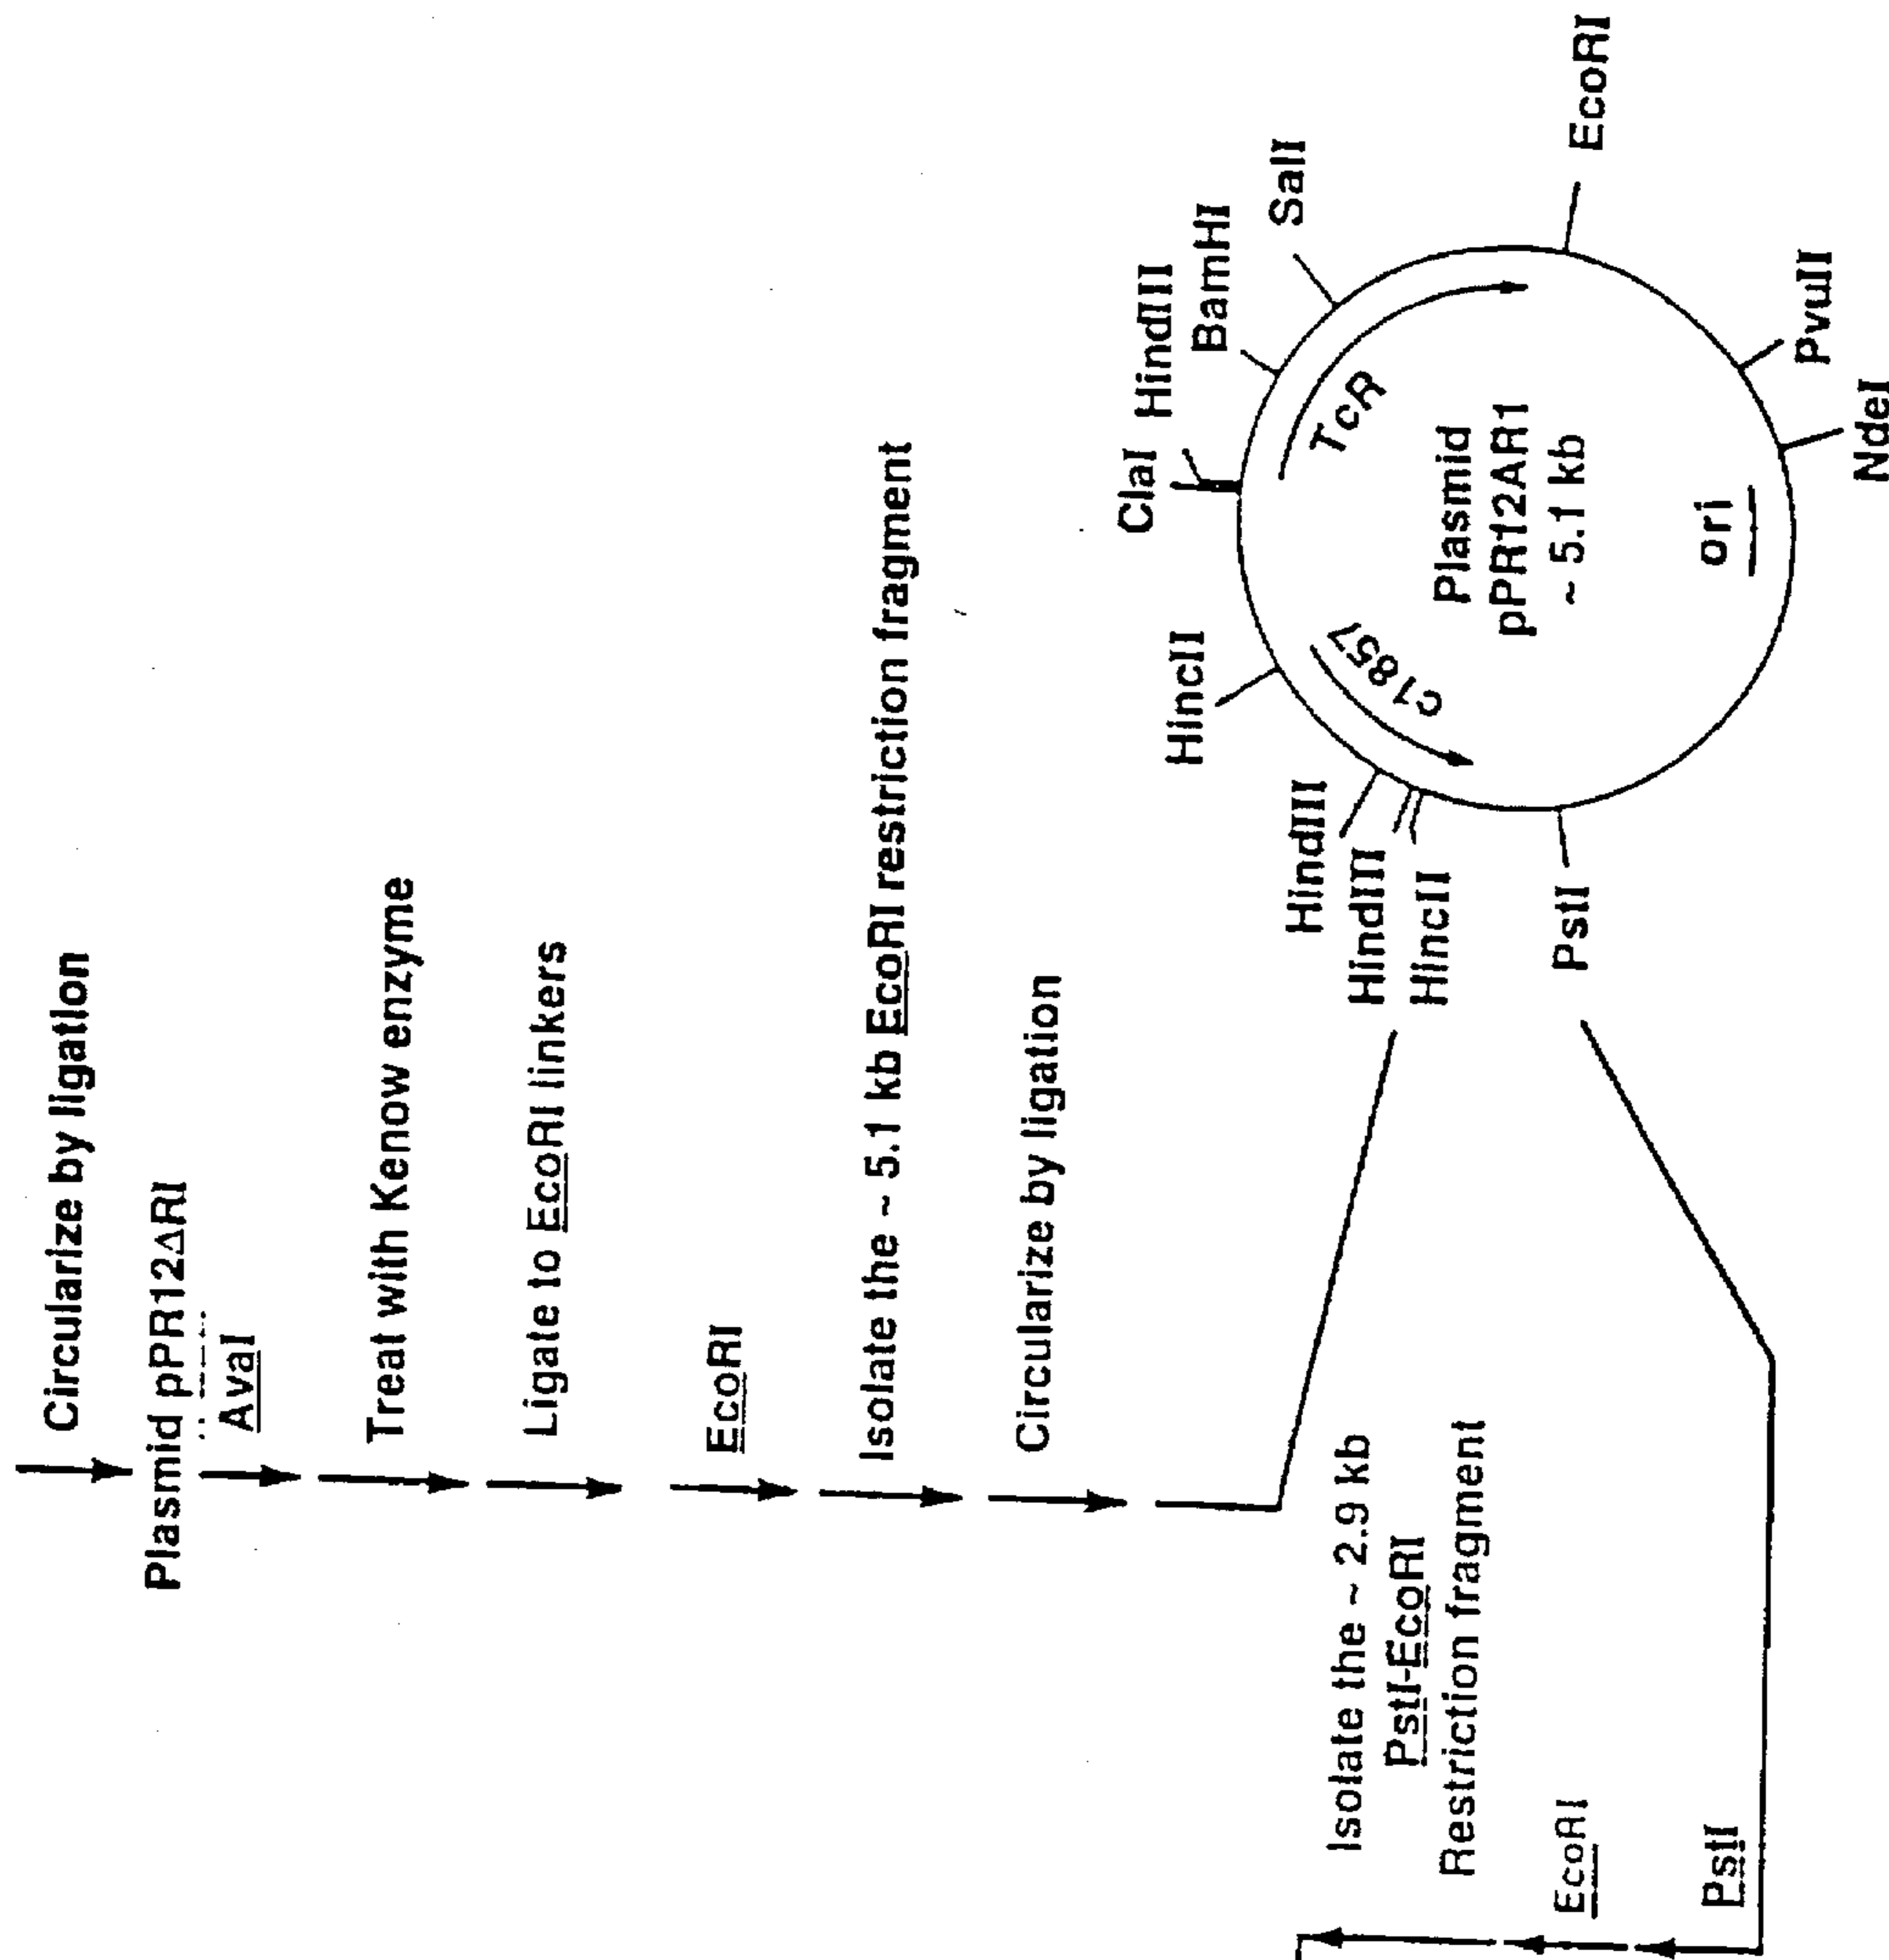 Circularize by ligation
Plasmid pPR12ΔRI
AvaI
Treat with Kenow enzyme
Ligate to EcoRI linkers
EcoRI
Isolate the ~ 5.1 kb EcoRI restriction fragment
Circularize by ligation
ClaI
HindIII
BamHI
SalI
EcoRI
PvuII
NdeI
PstI
HincII
HindIII
HindIII
HincII
TcR
c1857
Plasmid
pPR12AR1
~ 5.1 kb
ori
PstI
EcoRI
Isolate the ~ 2.9 kb
PstI-EcoRI
Restriction fragment